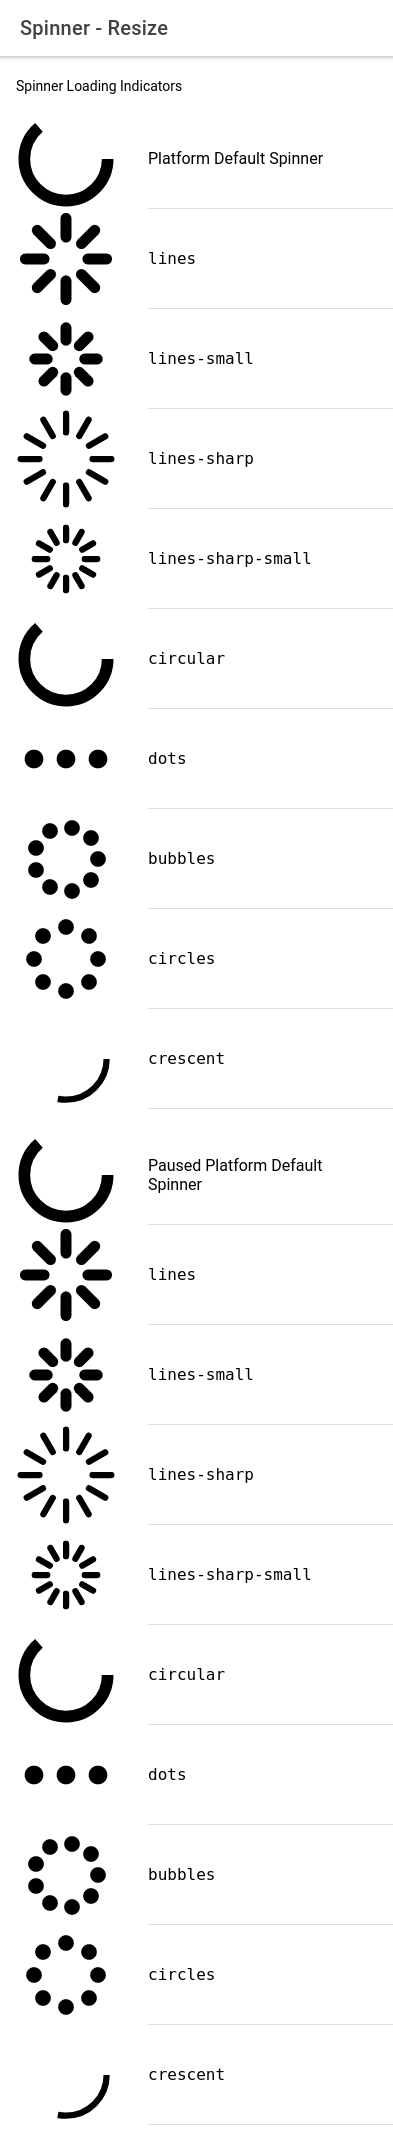 Spinner - Resize
Spinner Loading Indicators
Platform Default Spinner
lines
lines-small
lines-sharp
lines-sharp-small
circular
dots
bubbles
circles
crescent
Paused Platform Default
Spinner
lines
lines-small
lines-sharp
lines-sharp-small
circular
dots
bubbles
circles
crescent